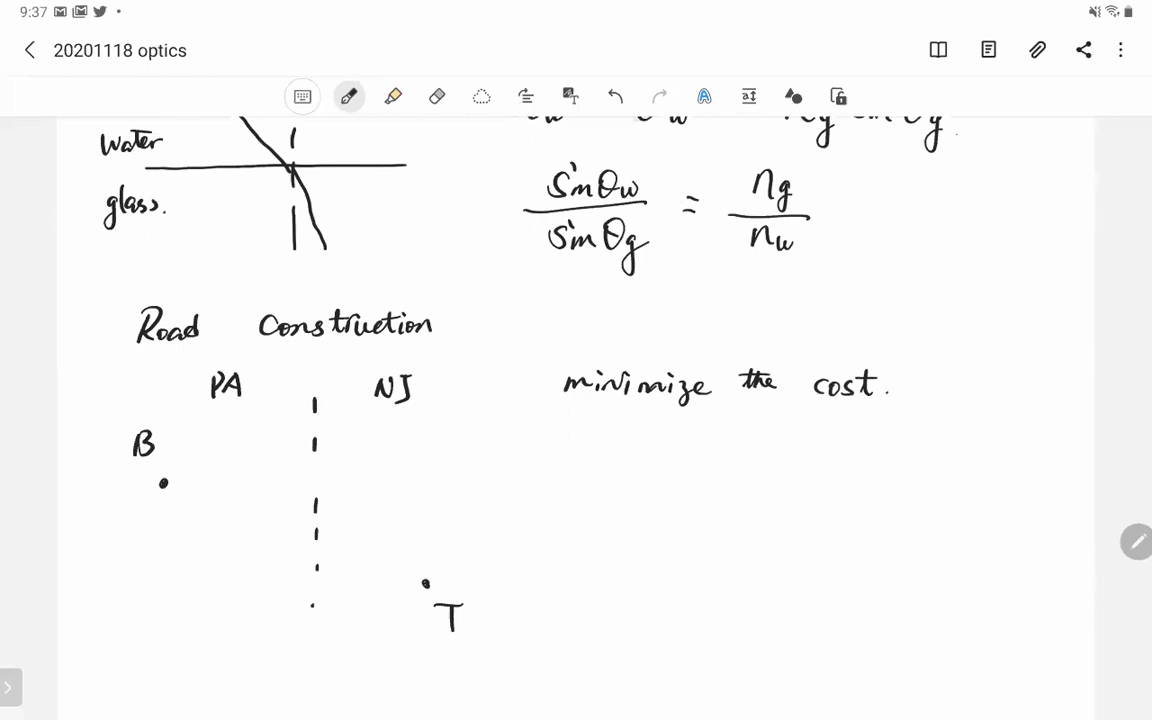 9:37
20201118 optics
water
glass.
sinθw / sinθg = ng / nw
Road Construction
PA NJ minimize the cost.
B
T